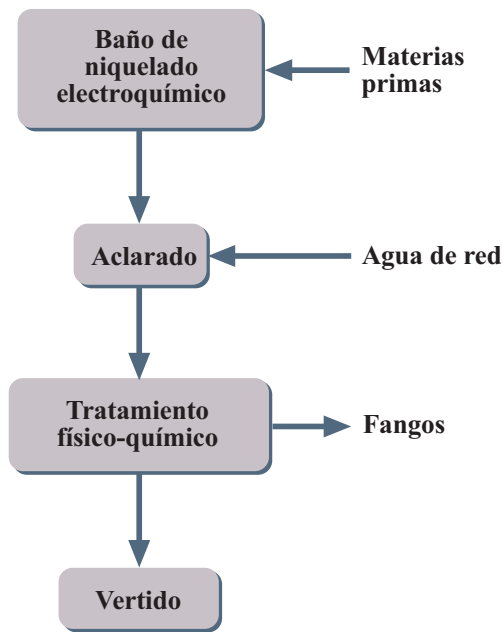 Baño de
niquelado
electroquímico
Materias
primas
Aclarado
Agua de red
Tratamiento
físico-químico
Fangos
Vertido